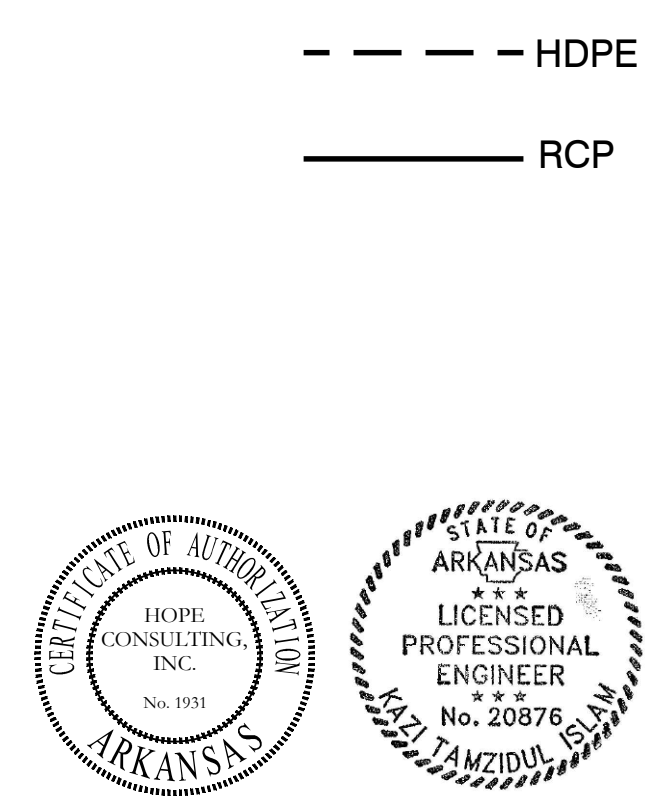 HDPE
RCP
CERTIFICATE OF AUTHORIZATION
HOPE
CONSULTING,
INC.
No. 1931
ARKANSAS
STATE OF
ARKANSAS
LICENSED
PROFESSIONAL
ENGINEER
No. 20876
KAZI TAMZIDUL ISLAM